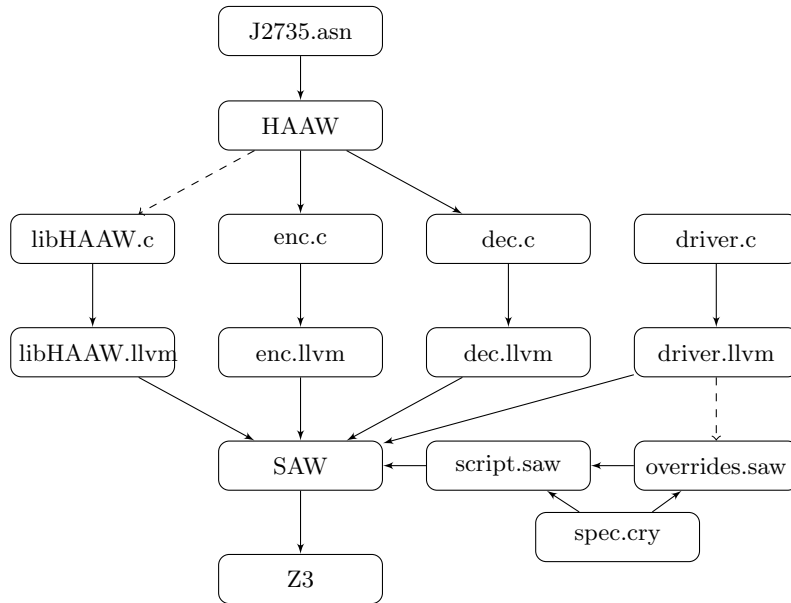 J2735.asn
HAAW
libHAAW.c
enc.c
dec.c
driver.c
libHAAW.llvm
enc.llvm
dec.llvm
driver.llvm
SAW
script.saw
overrides.saw
spec.cry
Z3